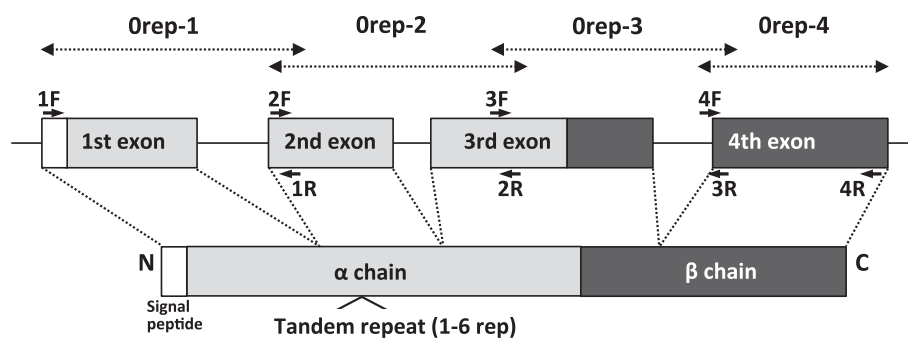 0rep-1
0rep-2
0rep-3
0rep-4
1F
2F
3F
4F
1st exon
2nd exon
3rd exon
4th exon
1R
2R
3R
4R
N
α chain
β chain
C
Signal
peptide
Tandem repeat (1-6 rep)